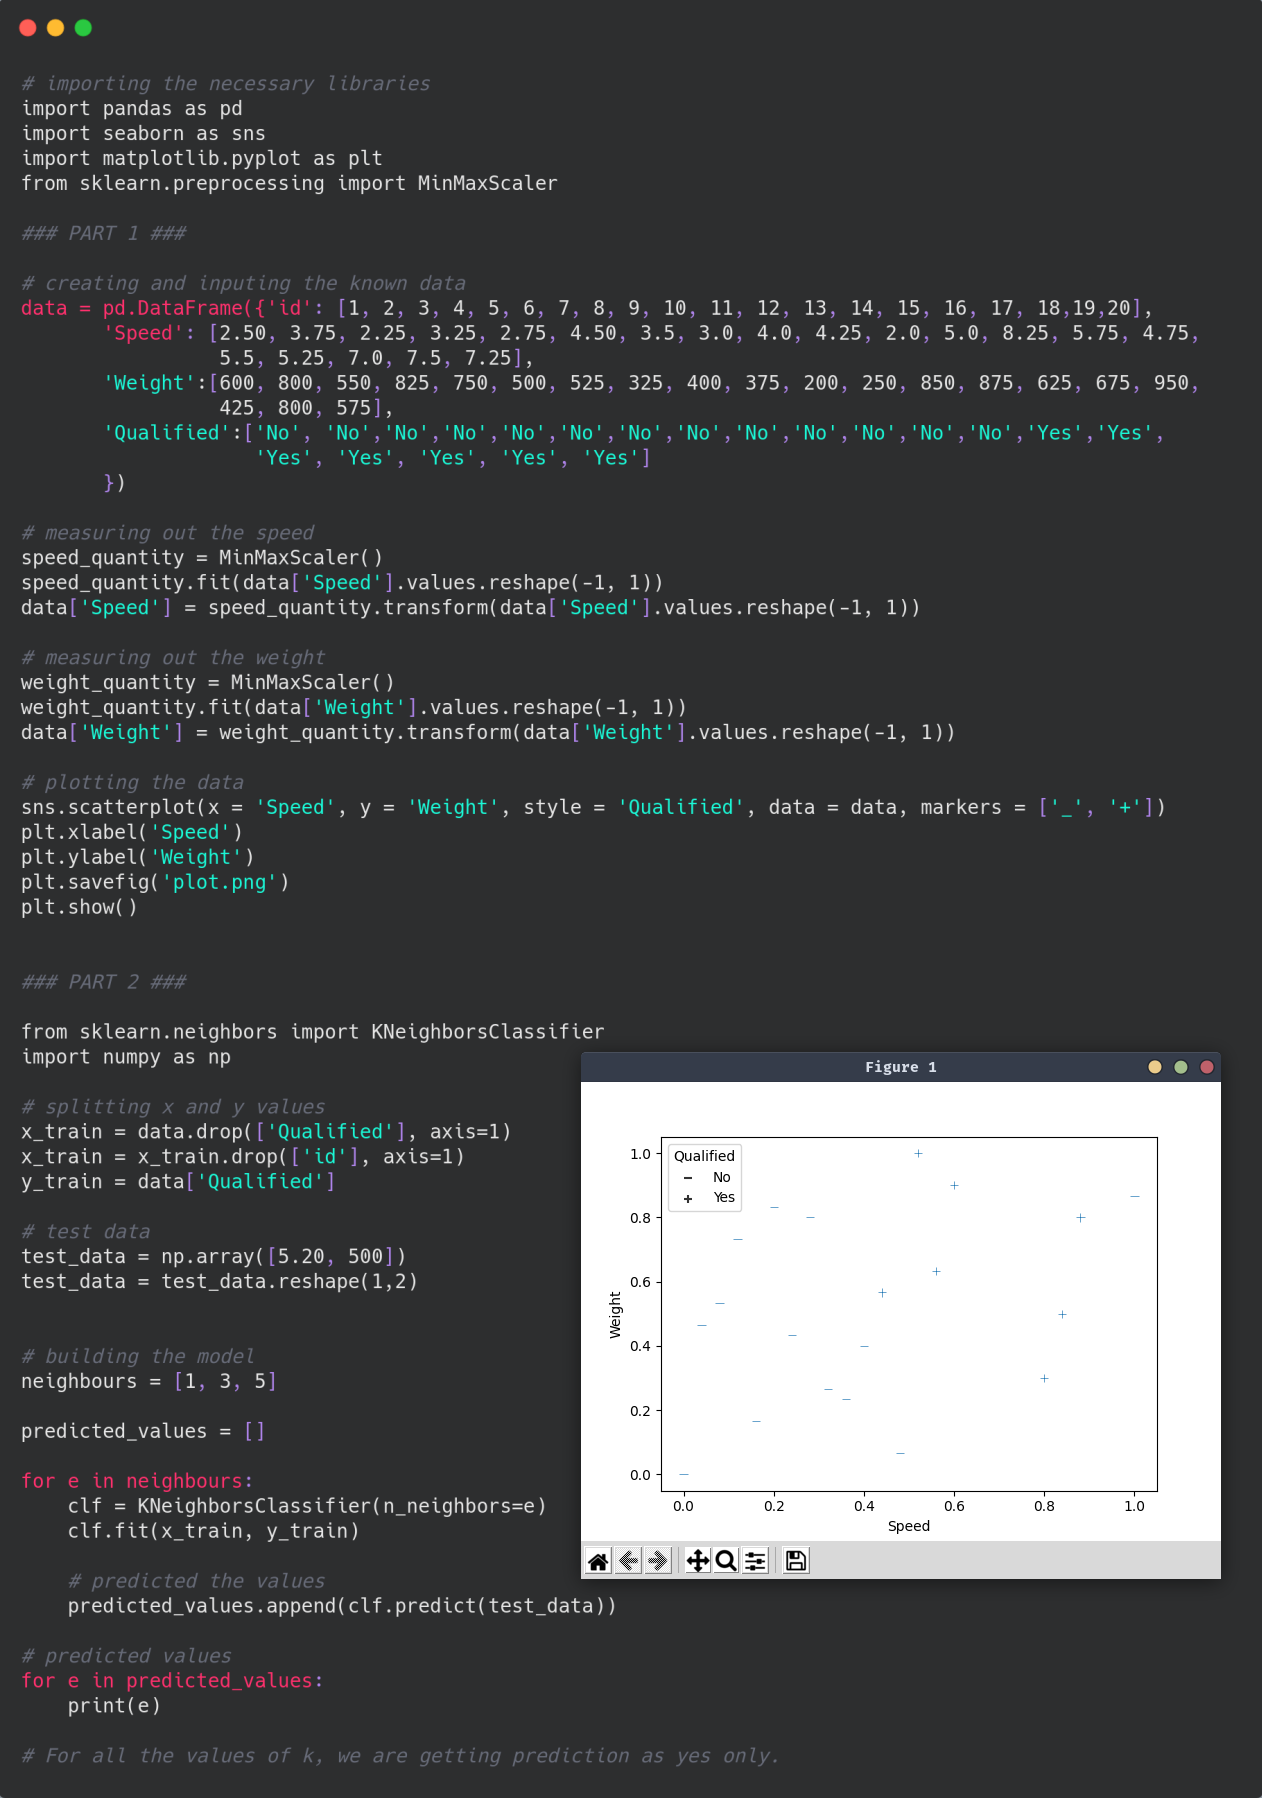 # importing the necessary libraries
import pandas as pd
import seaborn as sns
import matplotlib.pyplot as plt
from sklearn.preprocessing import MinMaxScaler
### PART 1 ###
# creating and inputing the known data
data = pd.DataFrame({'id': [1, 2, 3, 4, 5, 6, 7, 8, 9, 10, 11, 12, 13, 14, 15, 16, 17, 18,19,20],
'Speed': [2.50, 3.75, 2.25, 3.25, 2.75, 4.50, 3.5, 3.0, 4.0, 4.25, 2.0, 5.0, 8.25, 5.75, 4.75,
5.5, 5.25, 7.0, 7.5, 7.25],
'Weight':[600, 800, 550, 825, 750, 500, 525, 325, 400, 375, 200, 250, 850, 875, 625, 675, 950,
425, 800, 575],
'Qualified':['No', 'No','No','No','No','No','No','No','No','No','No','No','No','Yes','Yes',
'Yes', 'Yes', 'Yes', 'Yes', 'Yes']
})
# measuring out the speed
speed_quantity = MinMaxScaler()
speed_quantity.fit(data['Speed'].values.reshape(-1, 1))
data['Speed'] = speed_quantity.transform(data['Speed'].values.reshape(-1, 1))
# measuring out the weight
weight_quantity = MinMaxScaler()
weight_quantity.fit(data['Weight'].values.reshape(-1, 1))
data['Weight'] = weight_quantity.transform(data['Weight'].values.reshape(-1, 1))
# plotting the data
sns.scatterplot(x = 'Speed', y = 'Weight', style = 'Qualified', data = data, markers = ['_', '+'])
plt.xlabel('Speed')
plt.ylabel('Weight')
plt.savefig('plot.png')
plt.show()
### PART 2 ###
from sklearn.neighbors import KNeighborsClassifier
import numpy as np
# splitting x and y values
x_train = data.drop(['Qualified'], axis=1)
x_train = x_train.drop(['id'], axis=1)
y_train = data['Qualified']
# test data
test_data = np.array([5.20, 500])
test_data = test_data.reshape(1,2)
# building the model
neighbours = [1, 3, 5]
predicted_values = []
for e in neighbours:
clf = KNeighborsClassifier(n_neighbors=e)
clf.fit(x_train, y_train)
# predicted the values
predicted_values.append(clf.predict(test_data))
# predicted values
for e in predicted_values:
print(e)
# For all the values of k, we are getting prediction as yes only.
Figure 1
Qualified
No
Yes
1.0
0.8
0.6
0.4
0.2
0.0
Weight
0.0 0.2 0.4 0.6 0.8 1.0
Speed